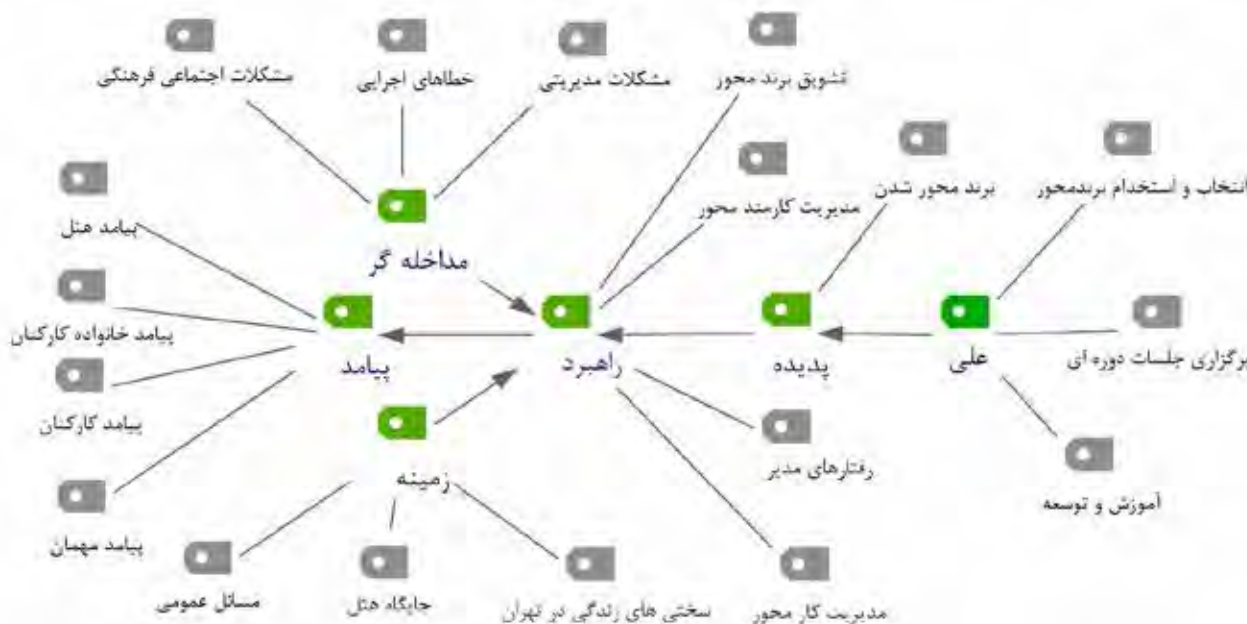 تشویق برند محور
مشکلات مدیریتی
خطاهای اجرایی
مشکلات اجتماعی فرهنگی
انتخاب و استخدام برندمحور
برند محور شدن
مدیریت کارمند محور
پیامد هتل
مداخله گر
برگزاری جلسات دوره ای
علی
پدیده
راهبرد
پیامد
پیامد خانواده کارکنان
پیامد کارکنان
رفتارهای مدیر
زمینه
آموزش و توسعه
پیامد مهمان
مدیریت کار محور
سختی های زندگی در تهران
جایگاه هتل
مسائل عمومی